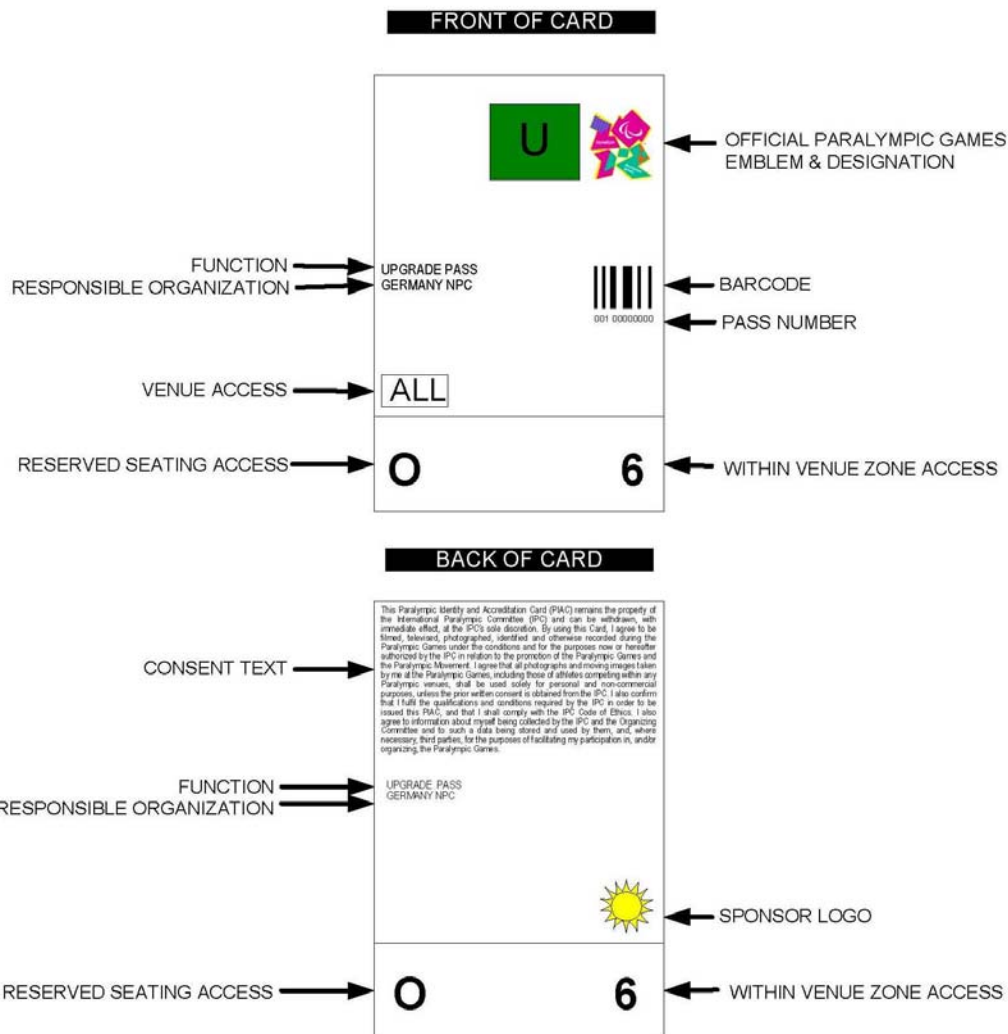 FRONT OF CARD
U
OFFICIAL PARALYMPIC GAMES
EMBLEM & DESIGNATION
FUNCTION
RESPONSIBLE ORGANIZATION
UPGRADE PASS
GERMANY NPC
BARCODE
001 00000000
PASS NUMBER
VENUE ACCESS
ALL
RESERVED SEATING ACCESS
O
6
WITHIN VENUE ZONE ACCESS
BACK OF CARD
This Paralympic Identity and Accreditation Card (PIAC) remains the property of
the International Paralympic Committee (IPC) and can be withdrawn, with
immediate effect, at the IPC's sole discretion. By using this Card, I agree to be
filmed, televised, photographed, identified and otherwise recorded during the
Paralympic Games under the conditions and for the purposes now or hereafter
authorized by the IPC in relation to the promotion of the Paralympic Games and
the Paralympic Movement. I agree that all photographs and moving images taken
by me at the Paralympic Games, including those of athletes competing within any
Paralympic venues, shall be used solely for personal and non-commercial
purposes, unless the prior written consent is obtained from the IPC. I also confirm
that I fulfil the qualifications and conditions required by the IPC in order to be
issued this PIAC, and that I shall comply with the IPC Code of Ethics. I also
agree to information about myself being collected by the IPC and the Organizing
Committee and to such a data being stored and used by them, and, where
necessary, third parties, for the purposes of facilitating my participation in, and/or
organizing, the Paralympic Games.
CONSENT TEXT
FUNCTION
RESPONSIBLE ORGANIZATION
UPGRADE PASS
GERMANY NPC
SPONSOR LOGO
RESERVED SEATING ACCESS
O
6
WITHIN VENUE ZONE ACCESS